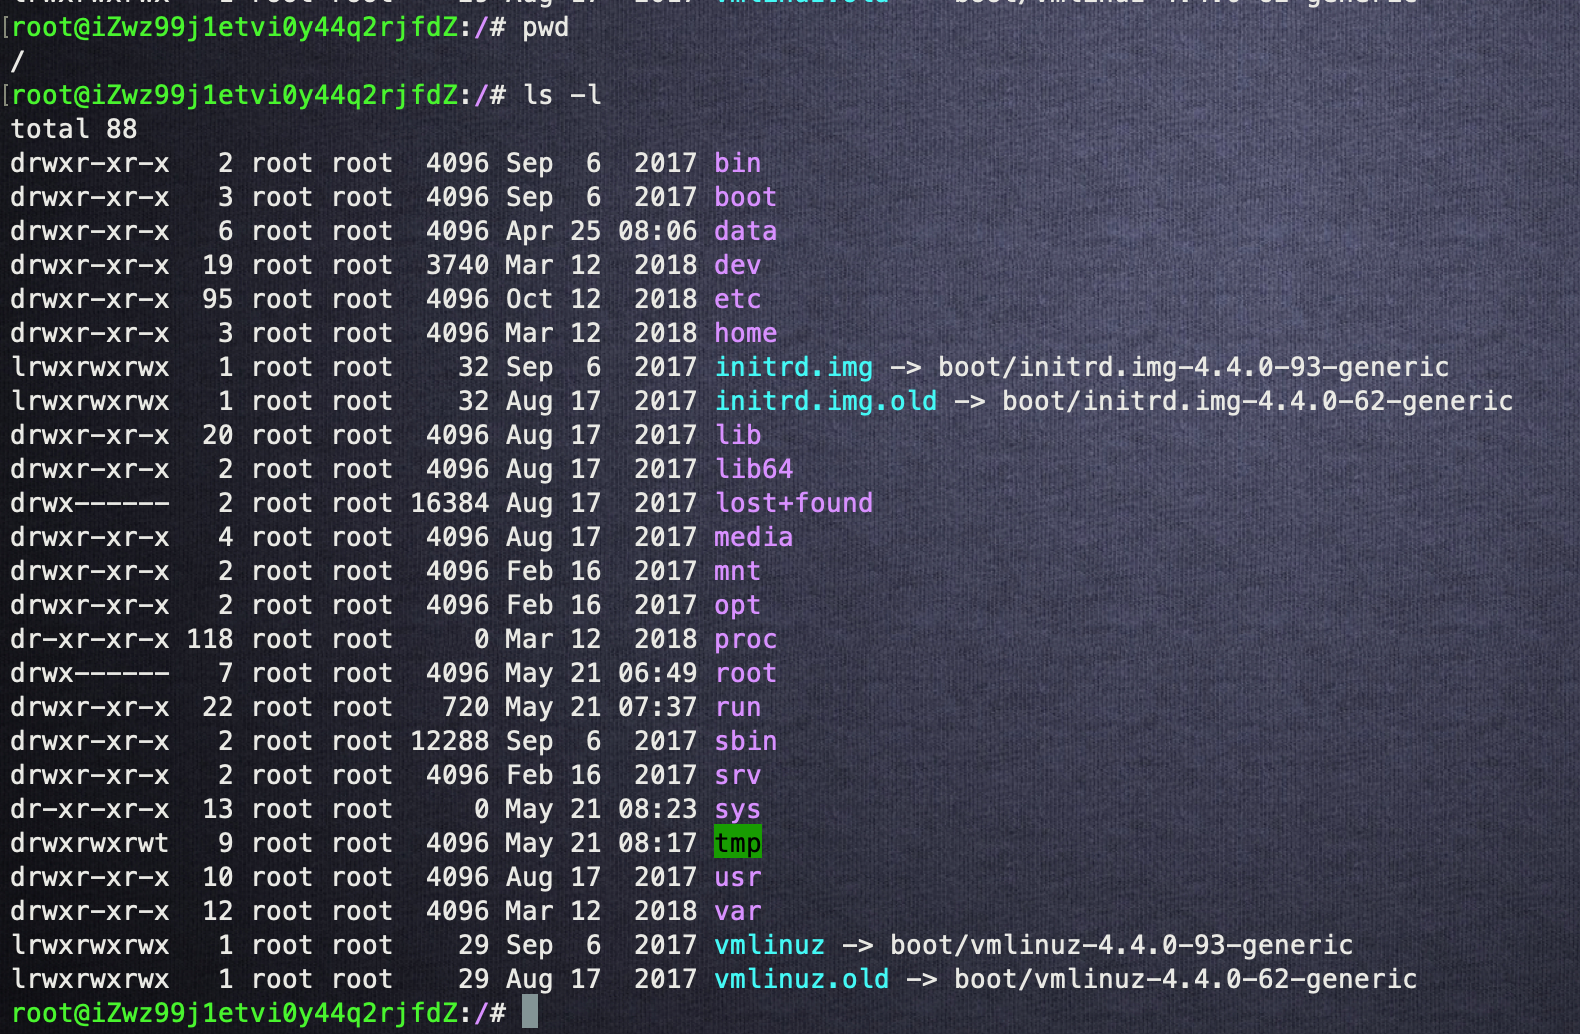 root@iZwz99j1etvi0y44q2rjfdZ:/# pwd
/
root@iZwz99j1etvi0y44q2rjfdZ:/# ls -l
total 88
drwxr-xr-x   2 root root  4096 Sep  6  2017 bin
drwxr-xr-x   3 root root  4096 Sep  6  2017 boot
drwxr-xr-x   6 root root  4096 Apr 25 08:06 data
drwxr-xr-x  19 root root  3740 Mar 12  2018 dev
drwxr-xr-x  95 root root  4096 Oct 12  2018 etc
drwxr-xr-x   3 root root  4096 Mar 12  2018 home
lrwxrwxrwx   1 root root    32 Sep  6  2017 initrd.img -> boot/initrd.img-4.4.0-93-generic
lrwxrwxrwx   1 root root    32 Aug 17  2017 initrd.img.old -> boot/initrd.img-4.4.0-62-generic
drwxr-xr-x  20 root root  4096 Aug 17  2017 lib
drwxr-xr-x   2 root root  4096 Aug 17  2017 lib64
drwx------   2 root root 16384 Aug 17  2017 lost+found
drwxr-xr-x   4 root root  4096 Aug 17  2017 media
drwxr-xr-x   2 root root  4096 Feb 16  2017 mnt
drwxr-xr-x   2 root root  4096 Feb 16  2017 opt
dr-xr-xr-x 118 root root     0 Mar 12  2018 proc
drwx------   7 root root  4096 May 21 06:49 root
drwxr-xr-x  22 root root   720 May 21 07:37 run
drwxr-xr-x   2 root root 12288 Sep  6  2017 sbin
drwxr-xr-x   2 root root  4096 Feb 16  2017 srv
dr-xr-xr-x  13 root root     0 May 21 08:23 sys
drwxrwxrwt   9 root root  4096 May 21 08:17 tmp
drwxr-xr-x  10 root root  4096 Aug 17  2017 usr
drwxr-xr-x  12 root root  4096 Mar 12  2018 var
lrwxrwxrwx   1 root root    29 Sep  6  2017 vmlinuz -> boot/vmlinuz-4.4.0-93-generic
lrwxrwxrwx   1 root root    29 Aug 17  2017 vmlinuz.old -> boot/vmlinuz-4.4.0-62-generic
root@iZwz99j1etvi0y44q2rjfdZ:/#